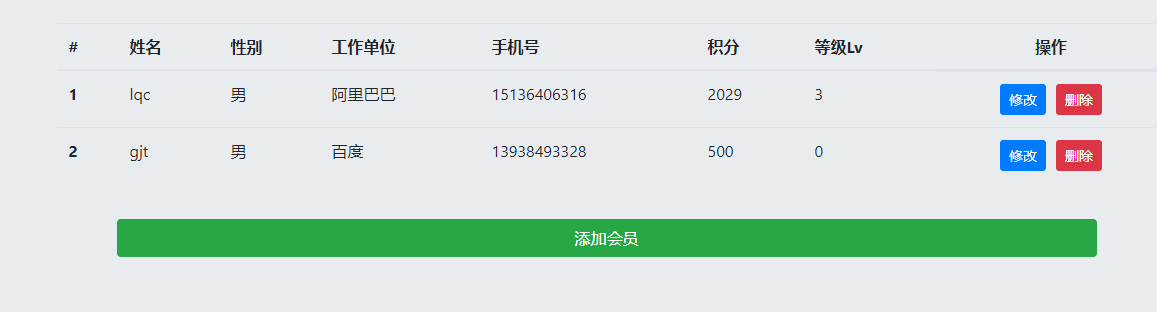 # 姓名 性别 工作单位 手机号 积分 等级Lv 操作
1 lqc 男 阿里巴巴 15136406316 2029 3 修改 删除
2 gjt 男 百度 13938493328 500 0 修改 删除
添加会员